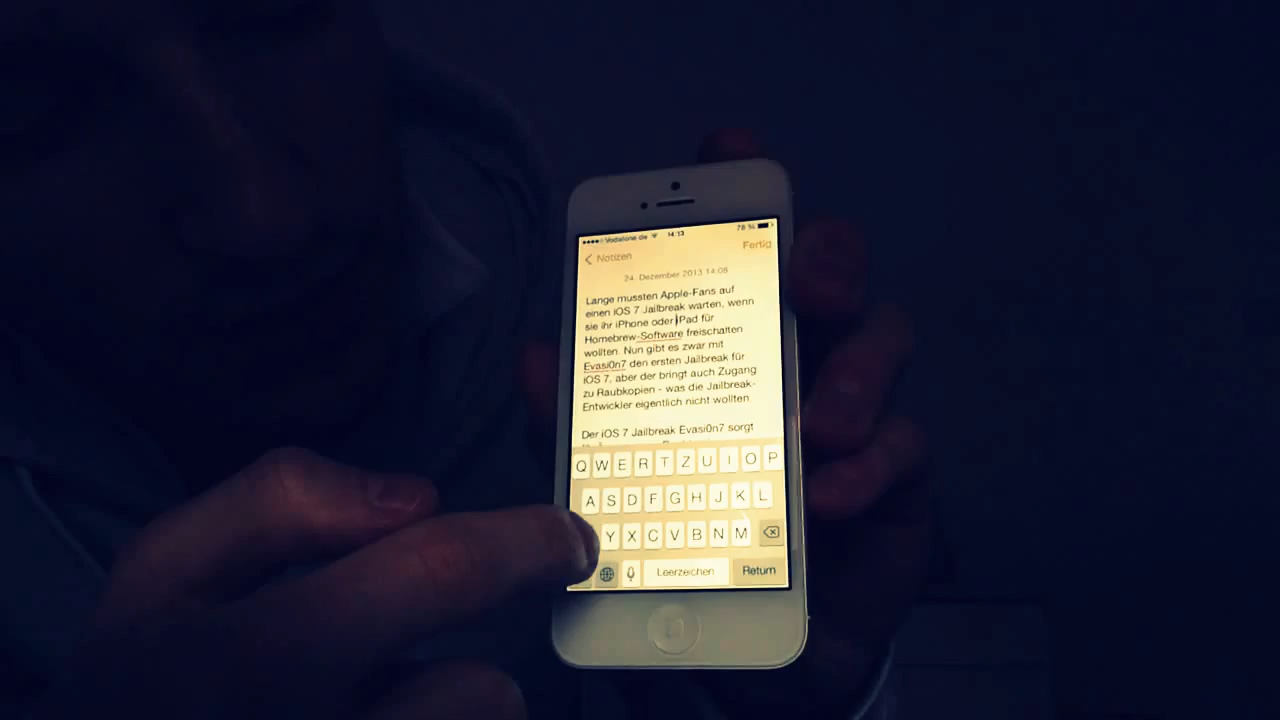 Vodafone.de 14:13 78 %
Notizen Fertig
24. Dezember 2013 14:08
Lange mussten Apple-Fans auf
einen iOS 7 Jailbreak warten, wenn
sie ihr iPhone oder iPad für
Homebrew-Software freischalten
wollten. Nun gibt es zwar mit
Evasi0n7 den ersten Jailbreak für
iOS 7, aber der bringt auch Zugang
zu Raubkopien - was die Jailbreak-
Entwickler eigentlich nicht wollten
Der iOS 7 Jailbreak Evasi0n7 sorgt
Q W E R T Z U I O P
A S D F G H J K L
Y X C V B N M
Leerzeichen Return